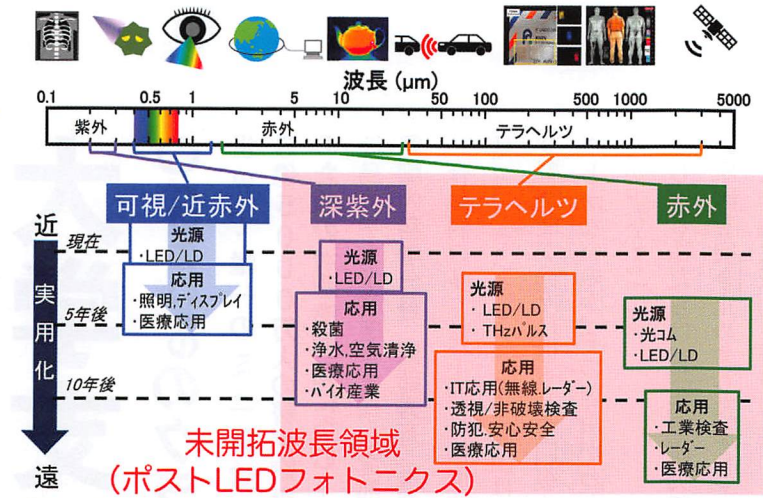 波長 (μm)
0.1 0.5 1 5 10 50 100 500 1000 5000
紫外 赤外 テラヘルツ
可視/近赤外 深紫外 テラヘルツ 赤外
近
実用化
遠
現在
5年後
10年後
光源
・LED/LD
応用
・照明,ディスプレイ
・医療応用
光源
・LED/LD
応用
・殺菌
・浄水,空気清浄
・医療応用
・バイオ産業
光源
・LED/LD
・THzパルス
応用
・IT応用(無線,レーダー)
・透視/非破壊検査
・防犯,安心安全
・医療応用
光源
・光コム
・LED/LD
応用
・工業検査
・レーダー
・医療応用
未開拓波長領域
(ポストLEDフォトニクス)